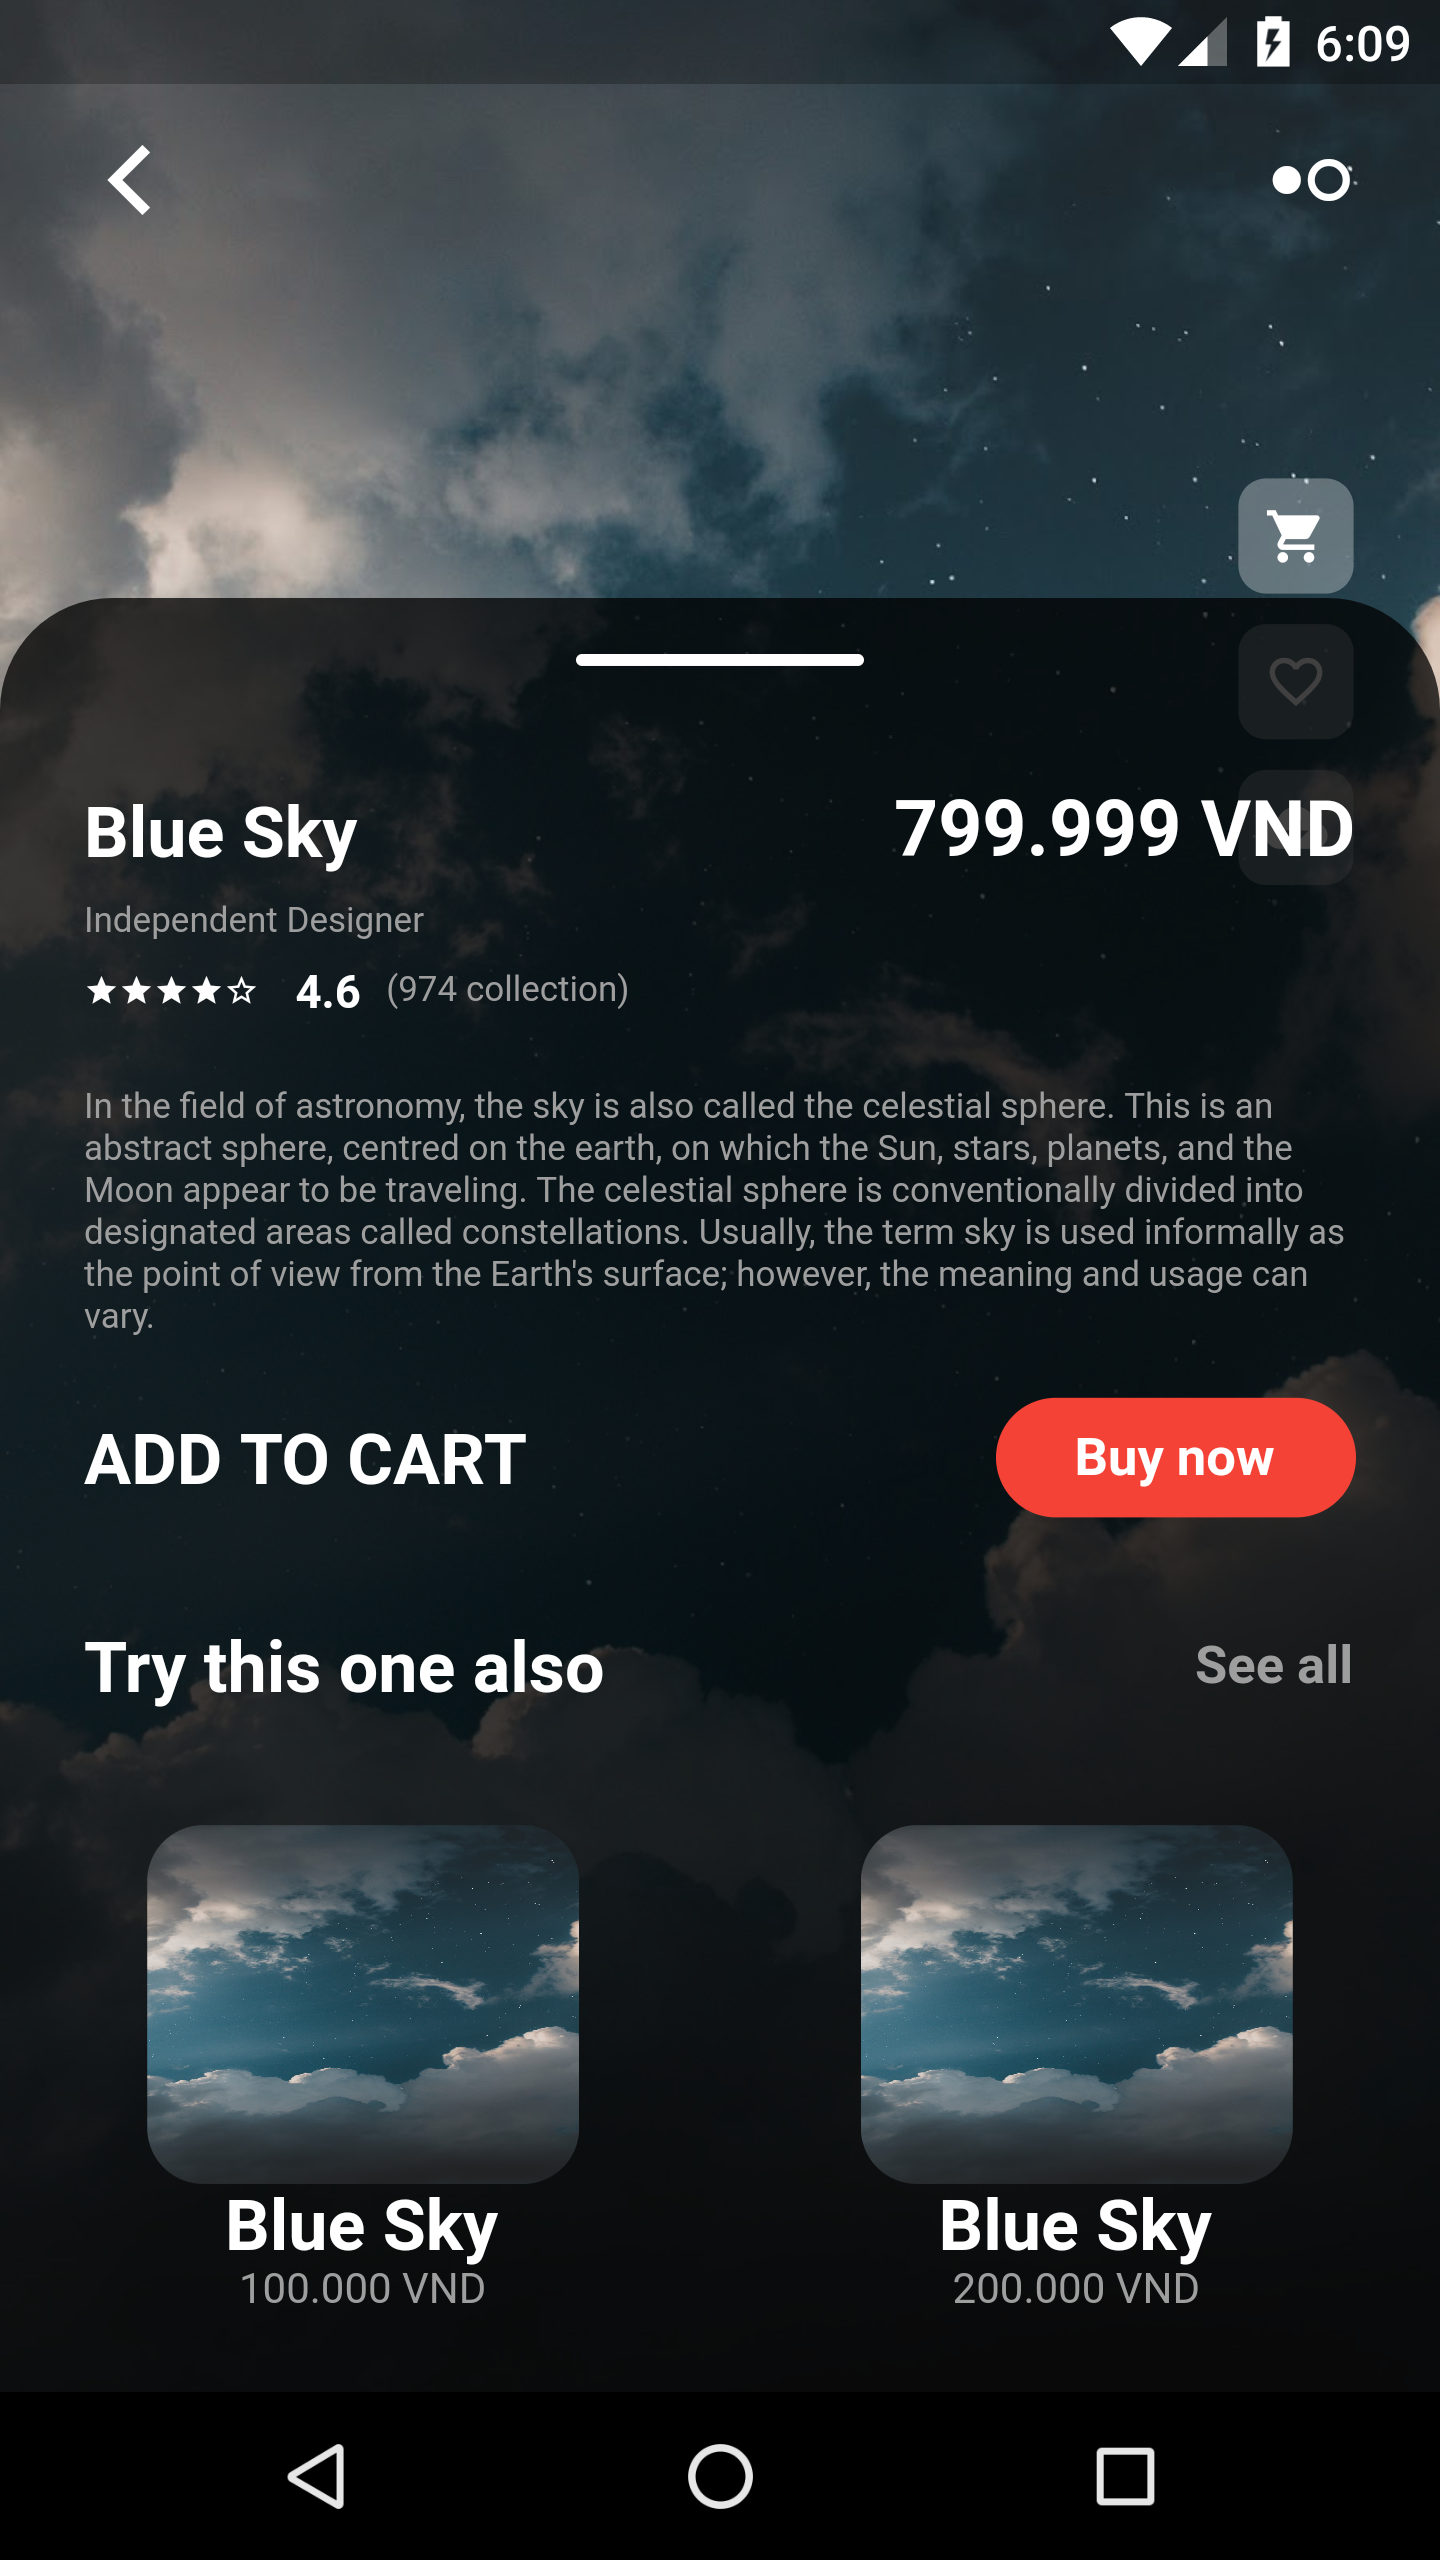 6:09
Blue Sky
799.999 VND
Independent Designer
4.6 (974 collection)
In the field of astronomy, the sky is also called the celestial sphere. This is an
abstract sphere, centred on the earth, on which the Sun, stars, planets, and the
Moon appear to be traveling. The celestial sphere is conventionally divided into
designated areas called constellations. Usually, the term sky is used informally as
the point of view from the Earth's surface; however, the meaning and usage can
vary.
ADD TO CART
Buy now
Try this one also
See all
Blue Sky
100.000 VND
Blue Sky
200.000 VND